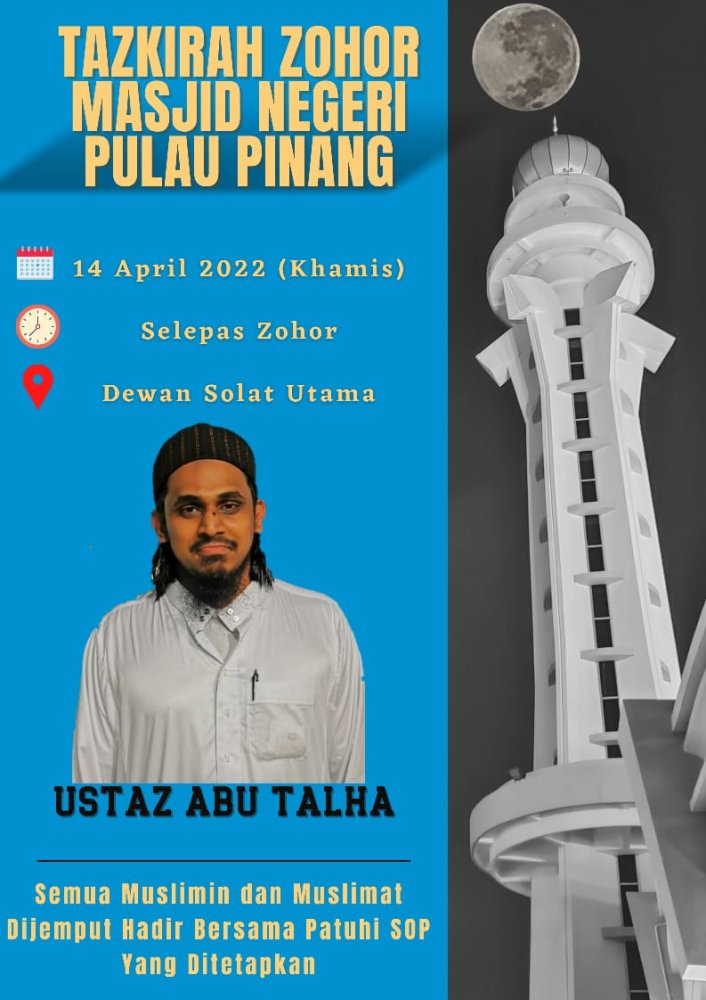 TAZKIRAH ZOHOR
MASJID NEGERI
PULAU PINANG
14 April 2022 (Khamis)
Selepas Zohor
Dewan Solat Utama
USTAZ ABU TALHA
Semua Muslimin dan Muslimat
Dijemput Hadir Bersama Patuhi SOP
Yang Ditetapkan